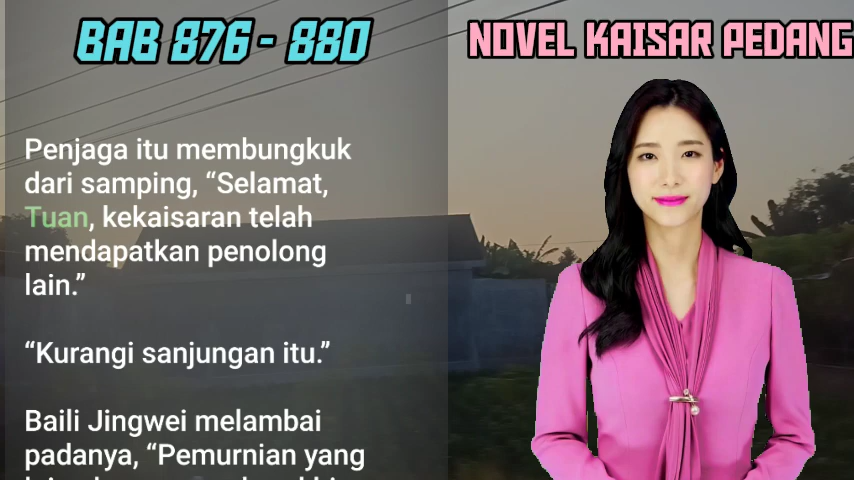 BAB 876 - 880
NOVEL KAISAR PEDANG
Penjaga itu membungkuk
dari samping, “Selamat,
Tuan, kekaisaran telah
mendapatkan penolong
lain.”
“Kurangi sanjungan itu.”
Baili Jingwei melambai
padanya, “Pemurnian yang